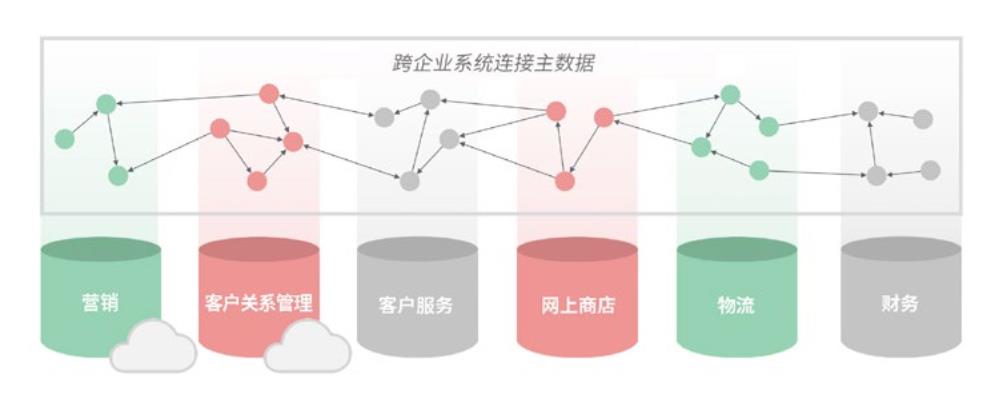 跨企业系统连接主数据
营销
客户关系管理
客户服务
网上商店
物流
财务